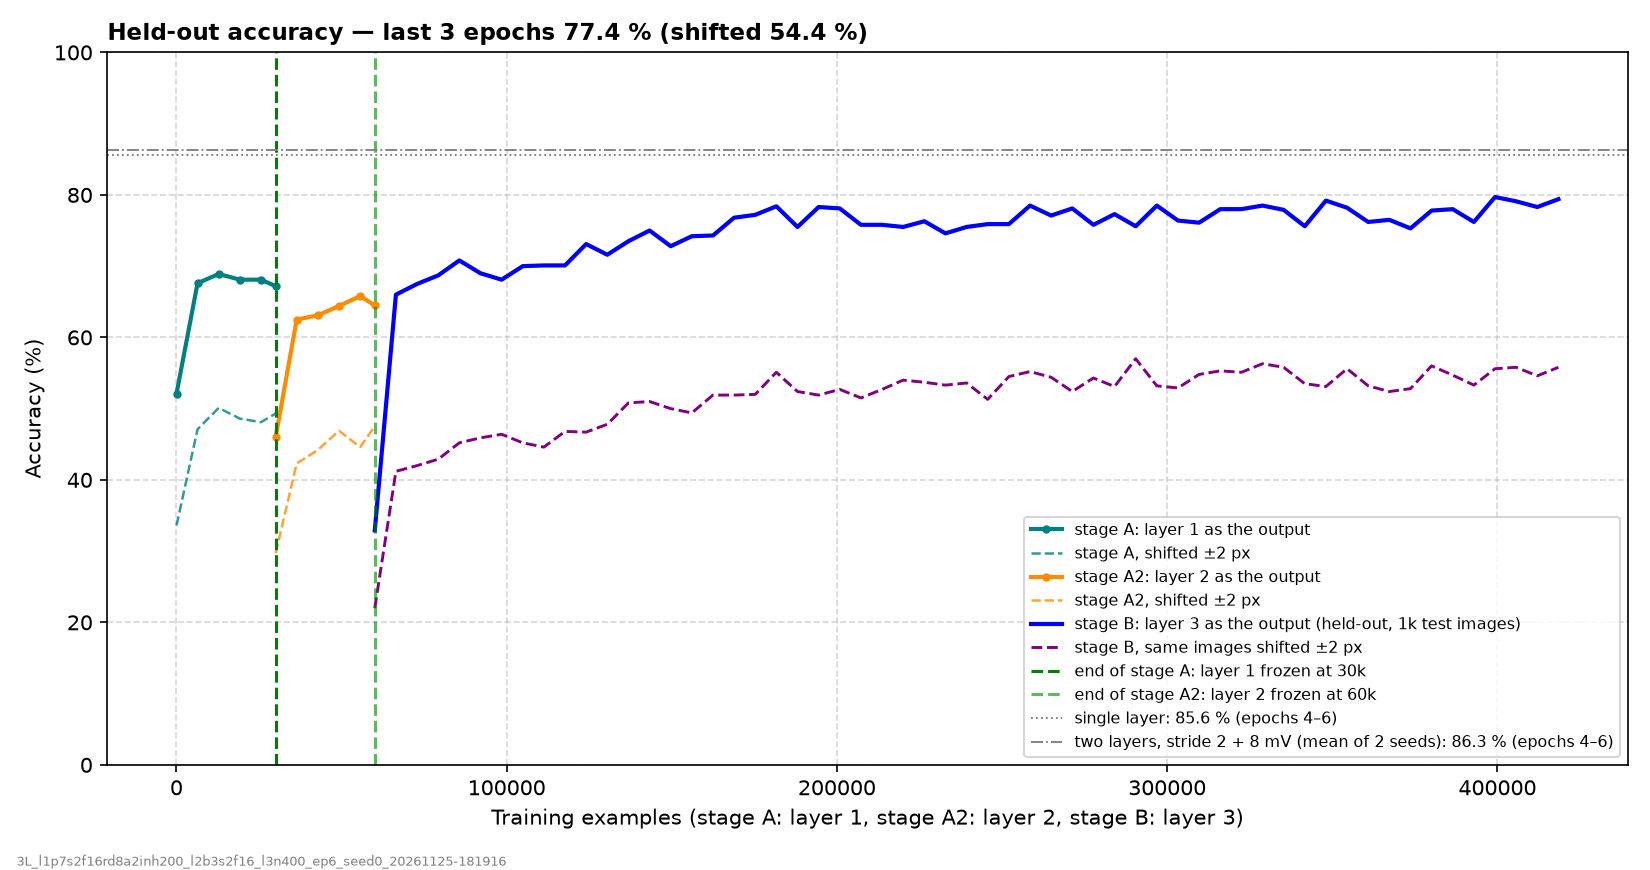 Held-out accuracy — last 3 epochs 77.4 % (shifted 54.4 %)
100
80
60
40
20
0
Accuracy (%)
stage A: layer 1 as the output
stage A, shifted ±2 px
stage A2: layer 2 as the output
stage A2, shifted ±2 px
stage B: layer 3 as the output (held-out, 1k test images)
stage B, same images shifted ±2 px
end of stage A: layer 1 frozen at 30k
end of stage A2: layer 2 frozen at 60k
single layer: 85.6 % (epochs 4–6)
two layers, stride 2 + 8 mV (mean of 2 seeds): 86.3 % (epochs 4–6)
0 100000 200000 300000 400000
Training examples (stage A: layer 1, stage A2: layer 2, stage B: layer 3)
3L_l1p7s2f16rd8a2inh200_l2b3s2f16_l3n400_ep6_seed0_20261125-181916